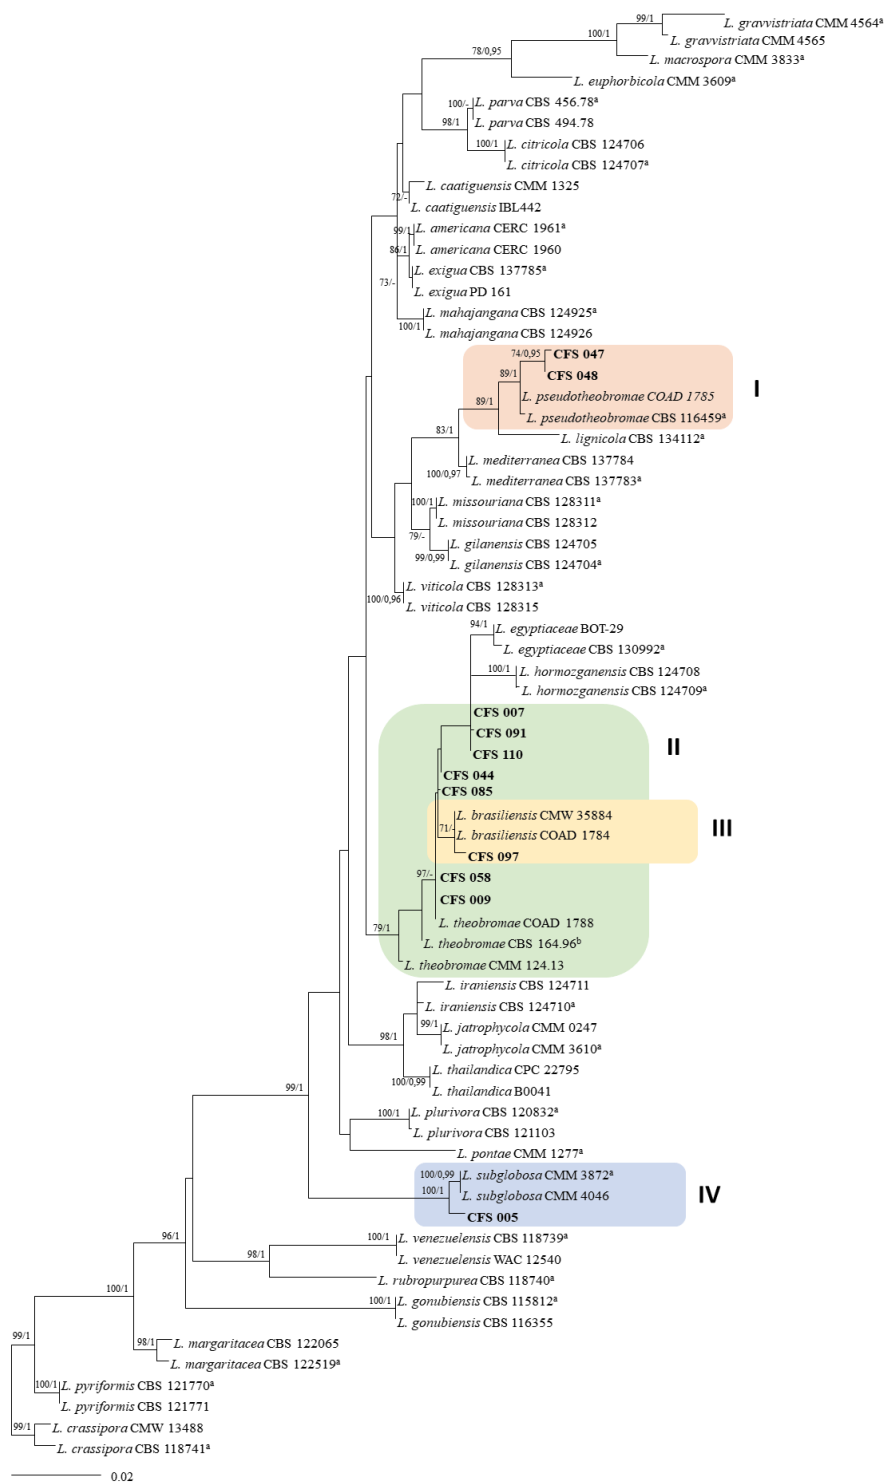 99/1
L. gravvistriata CMM 4564ª
100/1
L. gravvistriata CMM 4565
78/0,95
L. macrospora CMM 3833ª
L. euphorbicola CMM 3609ª
100/-
L. parva CBS 456.78ª
98/1
L. parva CBS 494.78
100/1
L. citricola CBS 124706
L. citricola CBS 124707ª
L. caatiguensis CMM 1325
72/-
L. caatiguensis IBL442
99/1
L. americana CERC 1961ª
86/1
L. americana CERC 1960
L. exigua CBS 137785ª
73/-
L. exigua PD 161
L. mahajangana CBS 124925ª
100/1
L. mahajangana CBS 124926
74/0,95
CFS 047
89/1
CFS 048
I
89/1
L. pseudotheobromae COAD 1785
L. pseudotheobromae CBS 116459ª
83/1
L. lignicola CBS 134112ª
L. mediterranea CBS 137784
100/0,97
L. mediterranea CBS 137783ª
100/1
L. missouriana CBS 128311ª
L. missouriana CBS 128312
79/-
L. gilanensis CBS 124705
99/0,99
L. gilanensis CBS 124704ª
L. viticola CBS 128313ª
100/0,96
L. viticola CBS 128315
94/1
L. egyptiaceae BOT-29
L. egyptiaceae CBS 130992ª
100/1
L. hormozganensis CBS 124708
L. hormozganensis CBS 124709ª
CFS 007
CFS 091
II
CFS 110
CFS 044
CFS 085
L. brasiliensis CMW 35884
71/-
L. brasiliensis COAD 1784
III
CFS 097
97/-
CFS 058
CFS 009
79/1
L. theobromae COAD 1788
L. theobromae CBS 164.96ᵇ
L. theobromae CMM 124.13
L. iraniensis CBS 124711
L. iraniensis CBS 124710ª
99/1
L. jatrophycola CMM 0247
98/1
L. jatrophycola CMM 3610ª
L. thailandica CPC 22795
100/0,99
L. thailandica B0041
99/1
100/1
L. plurivora CBS 120832ª
L. plurivora CBS 121103
L. pontae CMM 1277ª
100/0,99
L. subglobosa CMM 3872ª
100/1
L. subglobosa CMM 4046
IV
CFS 005
96/1
100/1
L. venezuelensis CBS 118739ª
98/1
L. venezuelensis WAC 12540
L. rubropurpurea CBS 118740ª
100/1
100/1
L. gonubiensis CBS 115812ª
L. gonubiensis CBS 116355
99/1
98/1
L. margaritacea CBS 122065
L. margaritacea CBS 122519ª
100/1
L. pyriformis CBS 121770ª
L. pyriformis CBS 121771
99/1
L. crassipora CMW 13488
L. crassipora CBS 118741ª
0.02